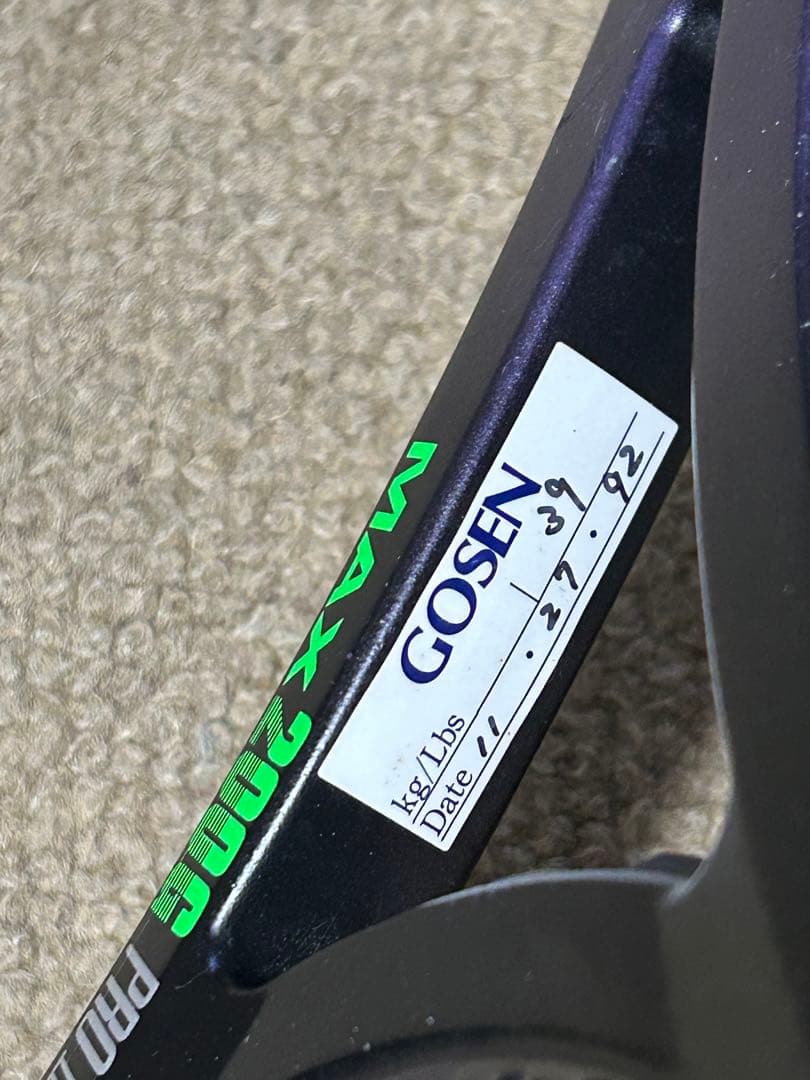 MAX 200G
PRO
GOSEN
kg/Lbs / 39
Date 11 . 27 . 92